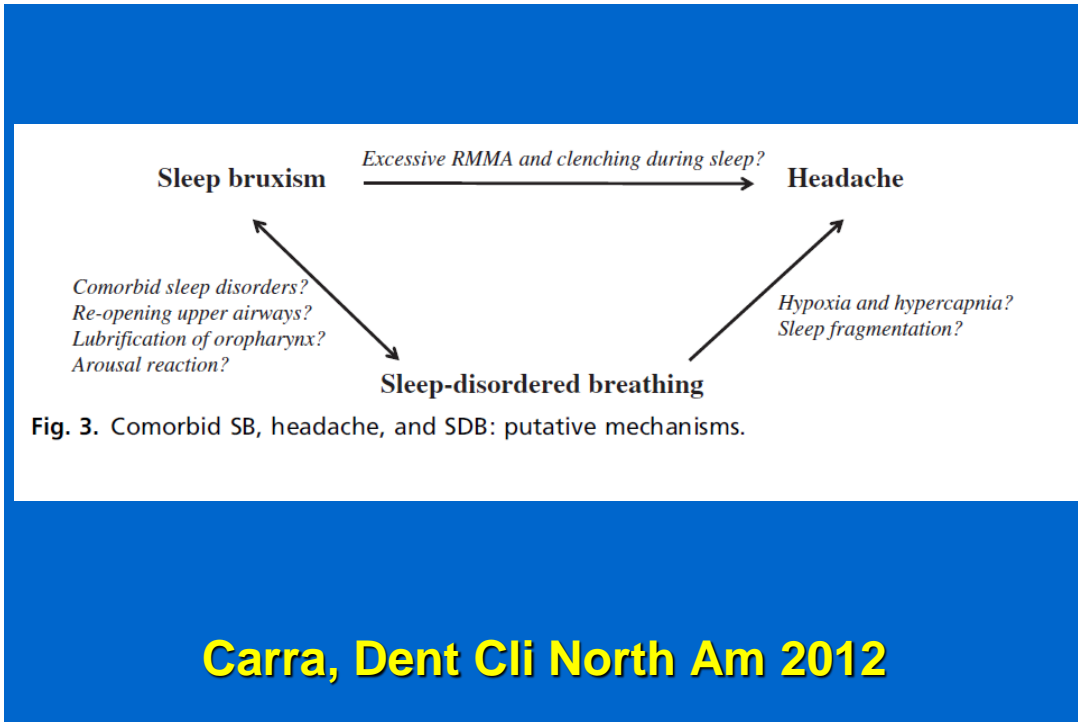 Excessive RMMA and clenching during sleep?
Sleep bruxism
Headache
Comorbid sleep disorders?
Re-opening upper airways?
Lubrification of oropharynx?
Arousal reaction?
Hypoxia and hypercapnia?
Sleep fragmentation?
Sleep-disordered breathing
Fig. 3. Comorbid SB, headache, and SDB: putative mechanisms.
Carra, Dent Cli North Am 2012